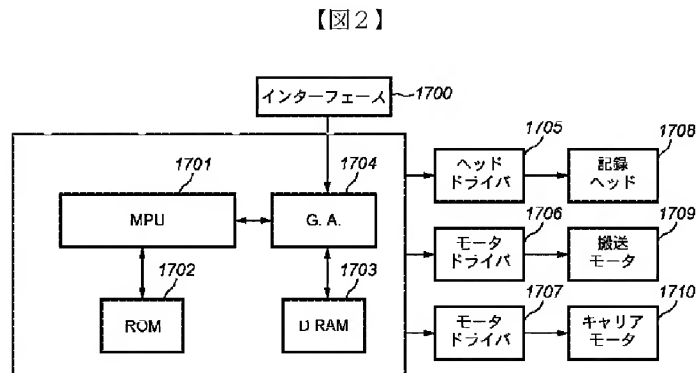 【図2】
インターフェース
1700
1701
MPU
1704
G. A.
1702
ROM
1703
D RAM
1705
ヘッド
ドライバ
1708
記録
ヘッド
1706
モータ
ドライバ
1709
搬送
モータ
1707
モータ
ドライバ
1710
キャリア
モータ